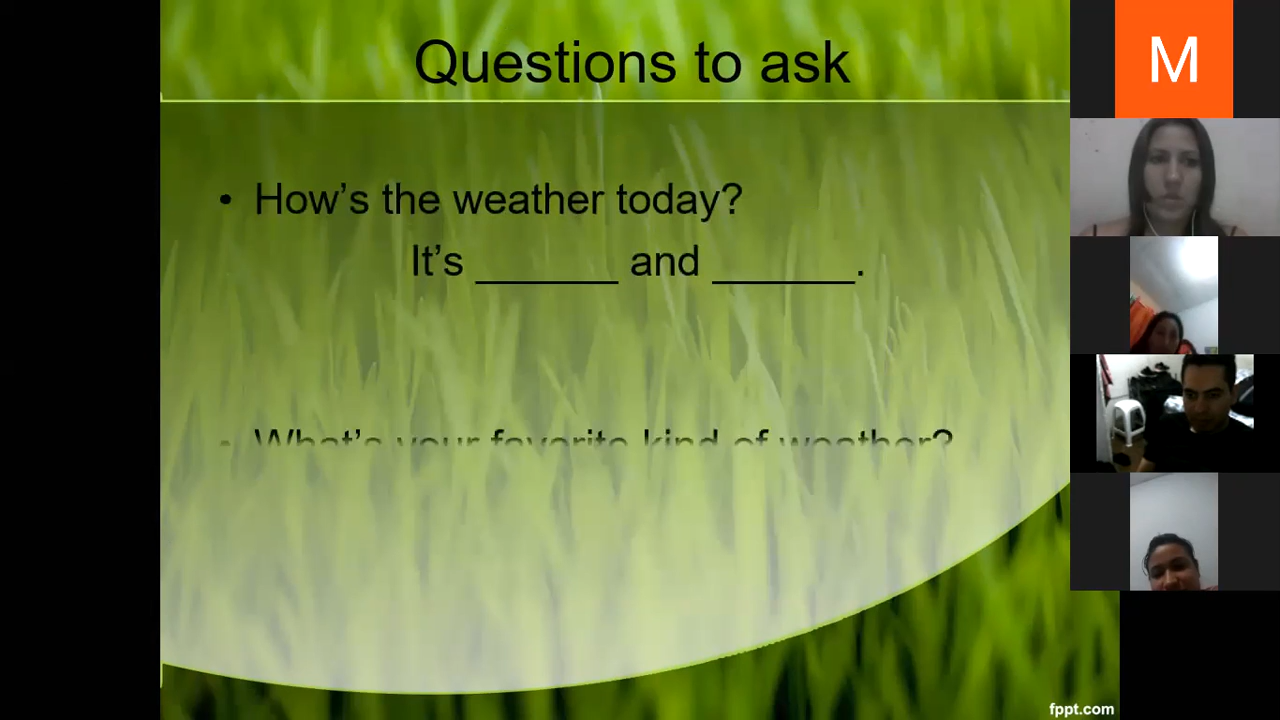 Questions to ask
• How's the weather today?
It's ______ and ______.
• What's your favorite kind of weather?
M
fppt.com